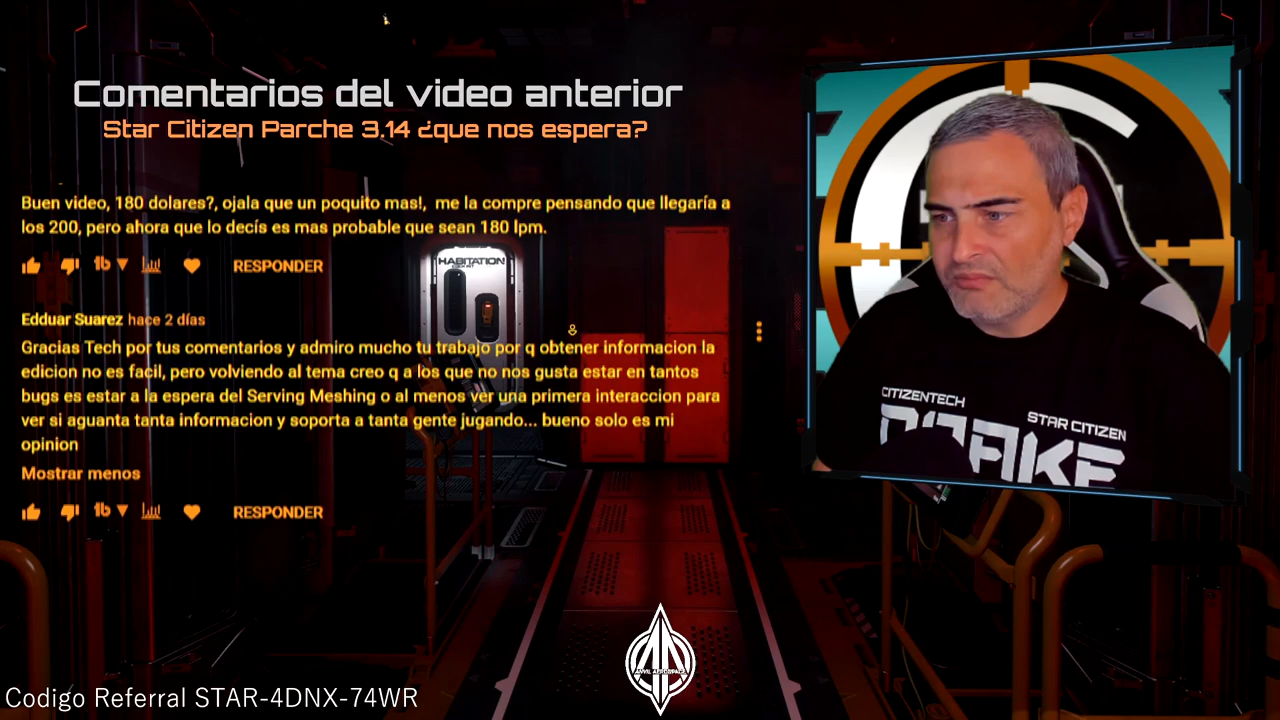 Comentarios del video anterior
Star Citizen Parche 3.14 ¿que nos espera?
Buen video, 180 dolares?, ojala que un poquito mas!, me la compre pensando que llegaría a
los 200, pero ahora que lo decís es mas probable que sean 180 lpm.
RESPONDER
Edduar Suarez hace 2 días
Gracias Tech por tus comentarios y admiro mucho tu trabajo por q obtener informacion la
edicion no es facil, pero volviendo al tema creo q a los que no nos gusta estar en tantos
bugs es estar a la espera del Serving Meshing o al menos ver una primera interaccion para
ver si aguanta tanta informacion y soporta a tanta gente jugando... bueno solo es mi
opinion
Mostrar menos
RESPONDER
HABITATION
CITIZENTECH
STAR CITIZEN
DRAKE
ANVIL AEROSPACE
Codigo Referral STAR-4DNX-74WR